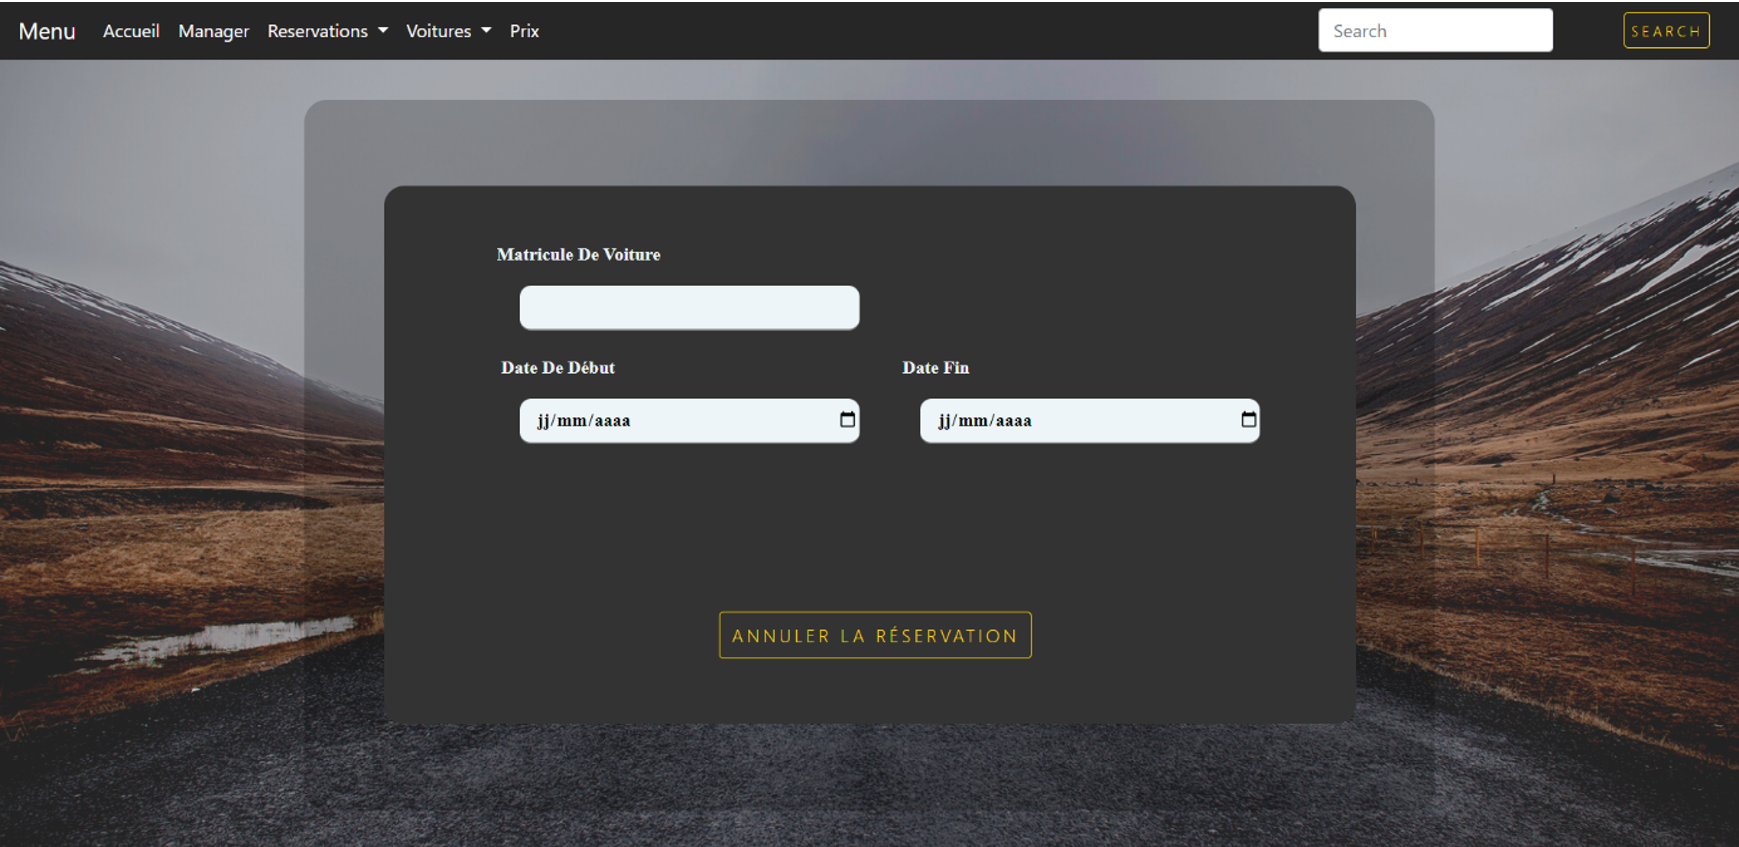 Menu Accueil Manager Reservations Voitures Prix Search SEARCH
Matricule De Voiture
Date De Début Date Fin
jj/mm/aaaa jj/mm/aaaa
ANNULER LA RÉSERVATION